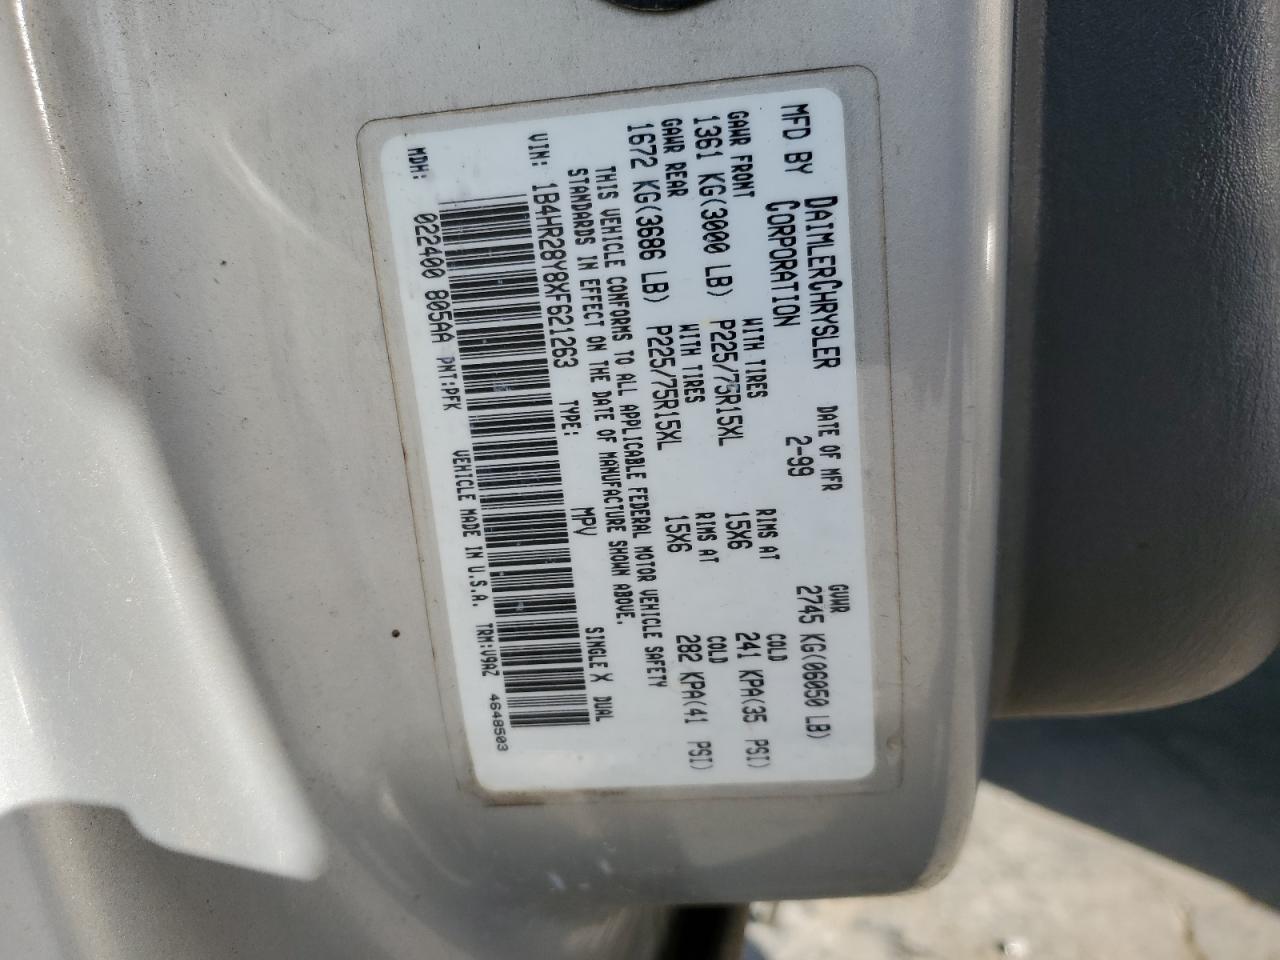 MFD BY DAIMLERCHRYSLER CORPORATION DATE OF MFR 2-99 GVWR 2745 KG(06050 LB)
GAWR FRONT WITH TIRES RIMS AT COLD
1361 KG(3000 LB) P225/75R15XL 15X6 241 KPA(35 PSI)
GAWR REAR WITH TIRES RIMS AT COLD
1672 KG(3686 LB) P225/75R15XL 15X6 282 KPA(41 PSI)
THIS VEHICLE CONFORMS TO ALL APPLICABLE FEDERAL MOTOR VEHICLE SAFETY
STANDARDS IN EFFECT ON THE DATE OF MANUFACTURE SHOWN ABOVE.
VIN: 1B4HR28Y8XF621263 TYPE: MPV SINGLE X DUAL
MDH: 022400 805AA PNT:PFK VEHICLE MADE IN U.S.A. TRM:V9AZ 4648503